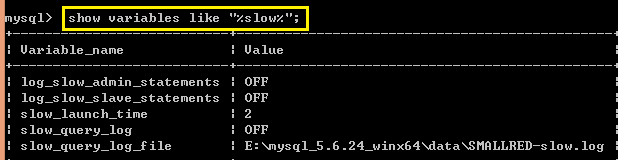 mysql> show variables like "%slow%";
Variable_name | Value
log_slow_admin_statements | OFF
log_slow_slave_statements | OFF
slow_launch_time | 2
slow_query_log | OFF
slow_query_log_file | E:\mysql_5.6.24_winx64\data\SMALLRED-slow.log